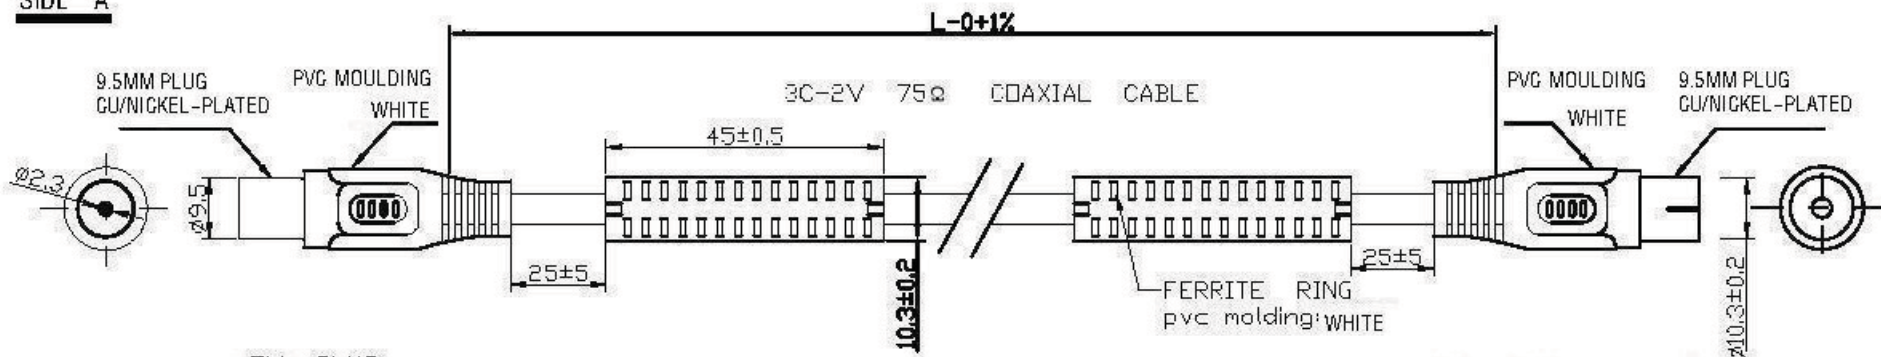 SIDE A
L-0+1%
9.5MM PLUG
CU/NICKEL-PLATED
PVC MOULDING
WHITE
3C-2V 75Ω COAXIAL CABLE
PVC MOULDING
WHITE
9.5MM PLUG
CU/NICKEL-PLATED
45±0.5
Ø2.3
Ø9.5
25±5
10.3±0.2
25±5
FERRITE RING
pvc molding: WHITE
Ø10.3±0.2